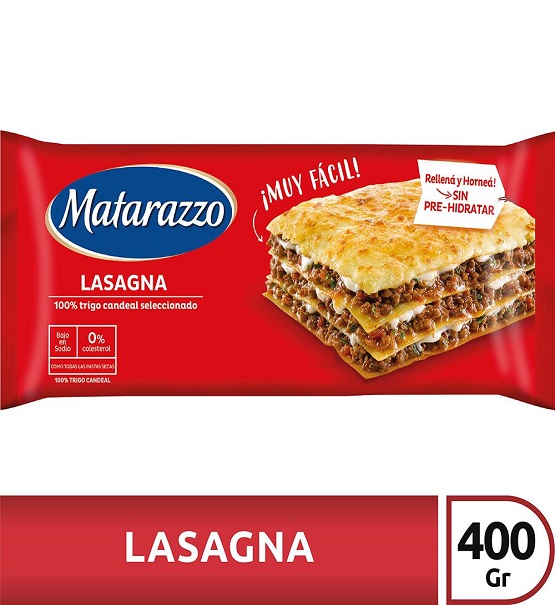 ¡MUY FÁCIL!
Rellená y Horneá!
SIN
PRE-HIDRATAR
Matarazzo
LASAGNA
100% trigo candeal seleccionado
Bajo
en
Sodio
0%
colesterol
COMO TODAS LAS PASTAS SECAS
100% TRIGO CANDEAL
LASAGNA
400
Gr